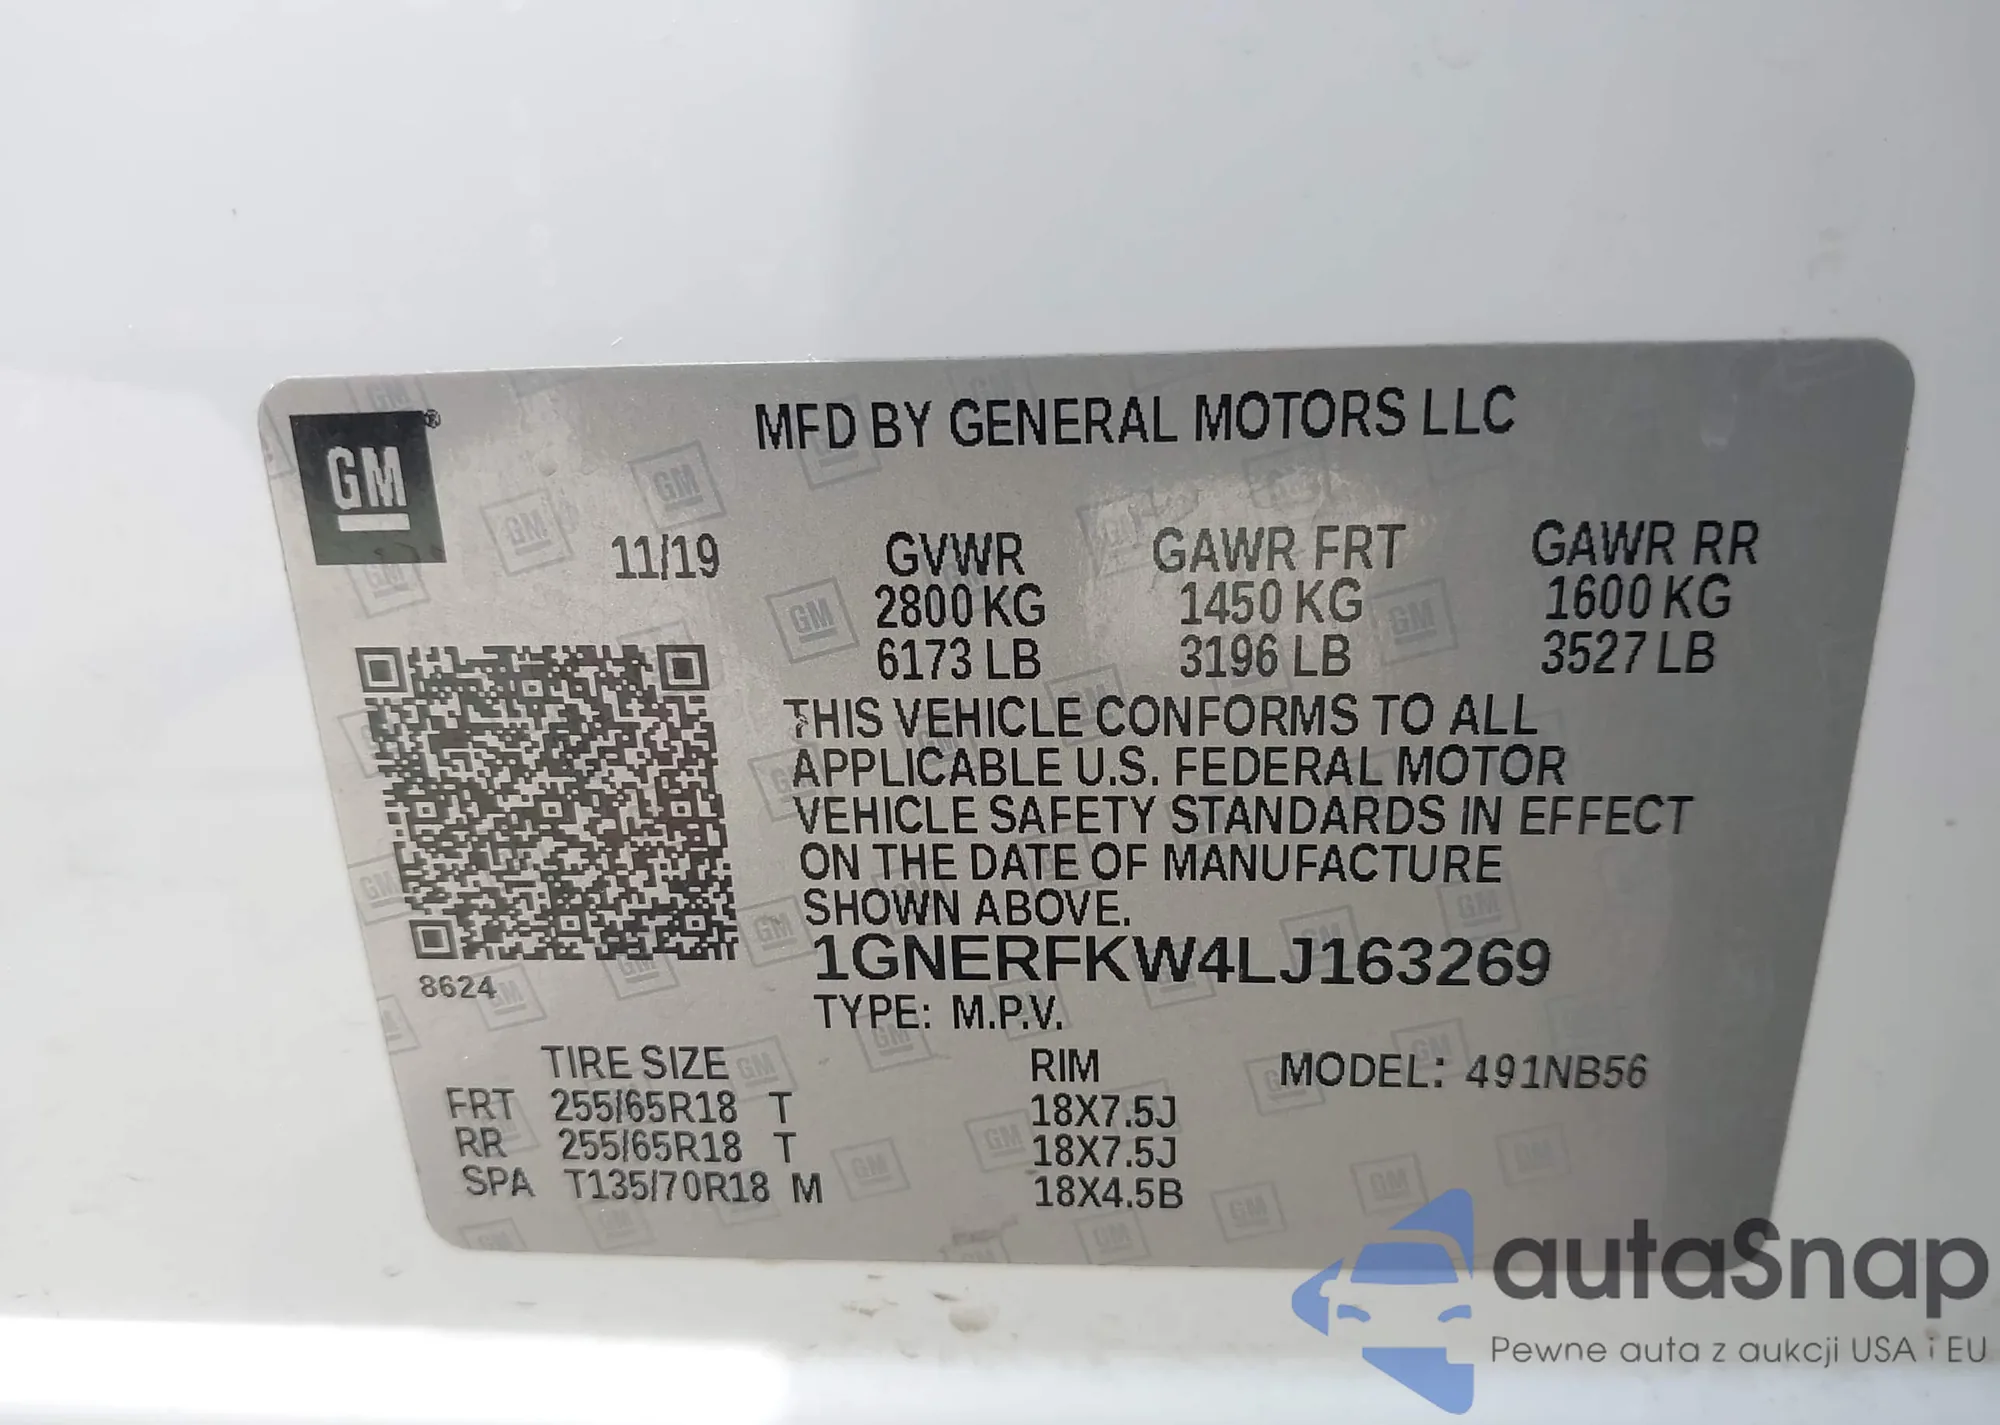 GM
®
MFD BY GENERAL MOTORS LLC
11/19
GVWR GAWR FRT GAWR RR
2800 KG 1450 KG 1600 KG
6173 LB 3196 LB 3527 LB
THIS VEHICLE CONFORMS TO ALL
APPLICABLE U.S. FEDERAL MOTOR
VEHICLE SAFETY STANDARDS IN EFFECT
ON THE DATE OF MANUFACTURE
SHOWN ABOVE.
1GNERFKW4LJ163269
8624
TYPE: M.P.V.
TIRE SIZE RIM MODEL: 491NB56
FRT 255/65R18 T 18X7.5J
RR 255/65R18 T 18X7.5J
SPA T135/70R18 M 18X4.5B
autaSnap
Pewne auta z aukcji USA i EU